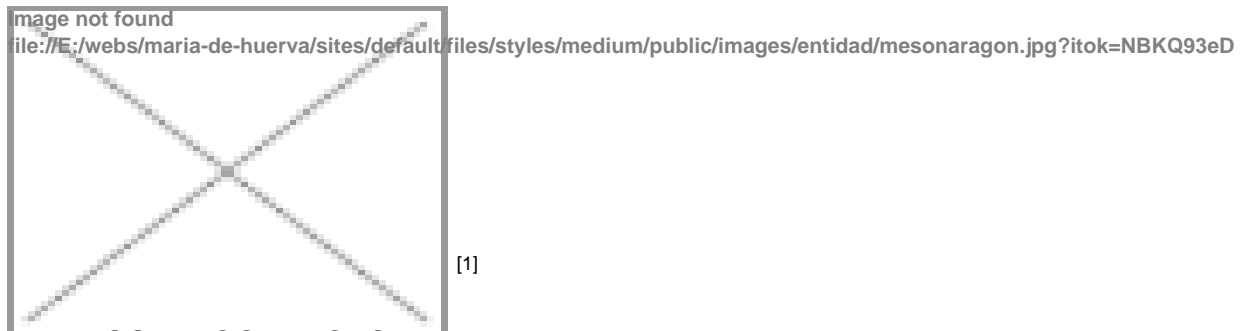 Image not found
file://E:/webs/maria-de-huerva/sites/default/files/styles/medium/public/images/entidad/mesonaragon.jpg?itok=NBKQ93eD
[1]